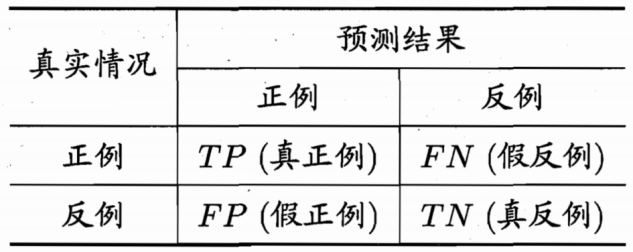 真实情况
预测结果
正例 反例
正例 TP (真正例) FN (假反例)
反例 FP (假正例) TN (真反例)